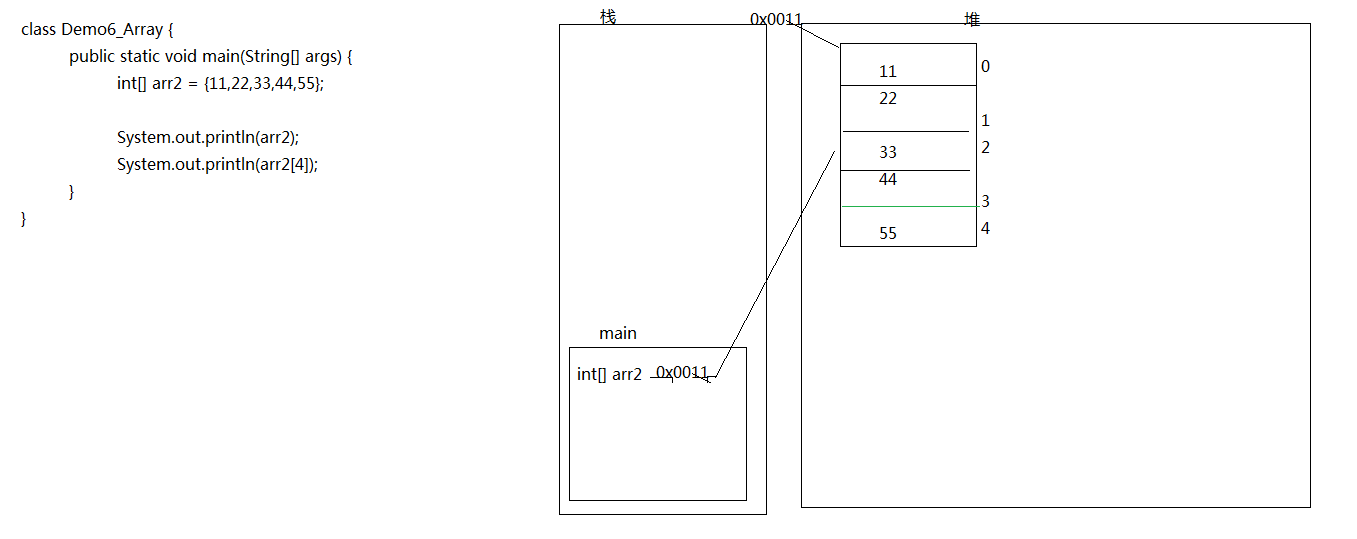 class Demo6_Array {
public static void main(String[] args) {
int[] arr2 = {11,22,33,44,55};
System.out.println(arr2);
System.out.println(arr2[4]);
}
}
栈
main
int[] arr2 0x0011
0x0011
堆
11 0
22
1
33 2
44
3
55 4